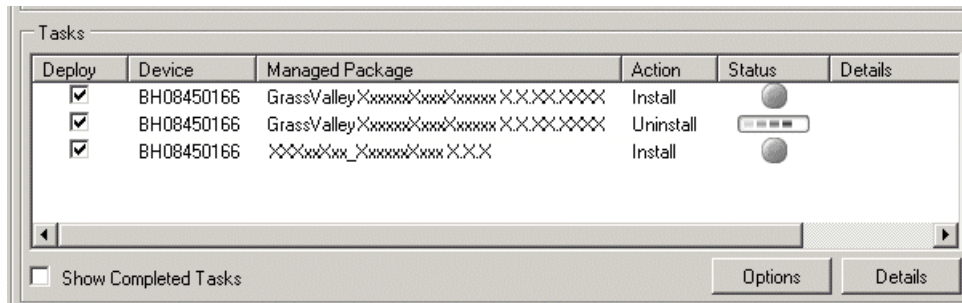 Tasks
Deploy Device Managed Package Action Status Details
BH08450166 GrassValleyXxxxxxXxxxXxxxxx X.X.XX.XXXX Install
BH08450166 GrassValleyXxxxxxXxxxXxxxxx X.X.XX.XXXX Uninstall
BH08450166 XXXxxXxx_XxxxxxXxxx X.X.X Install
Show Completed Tasks Options Details